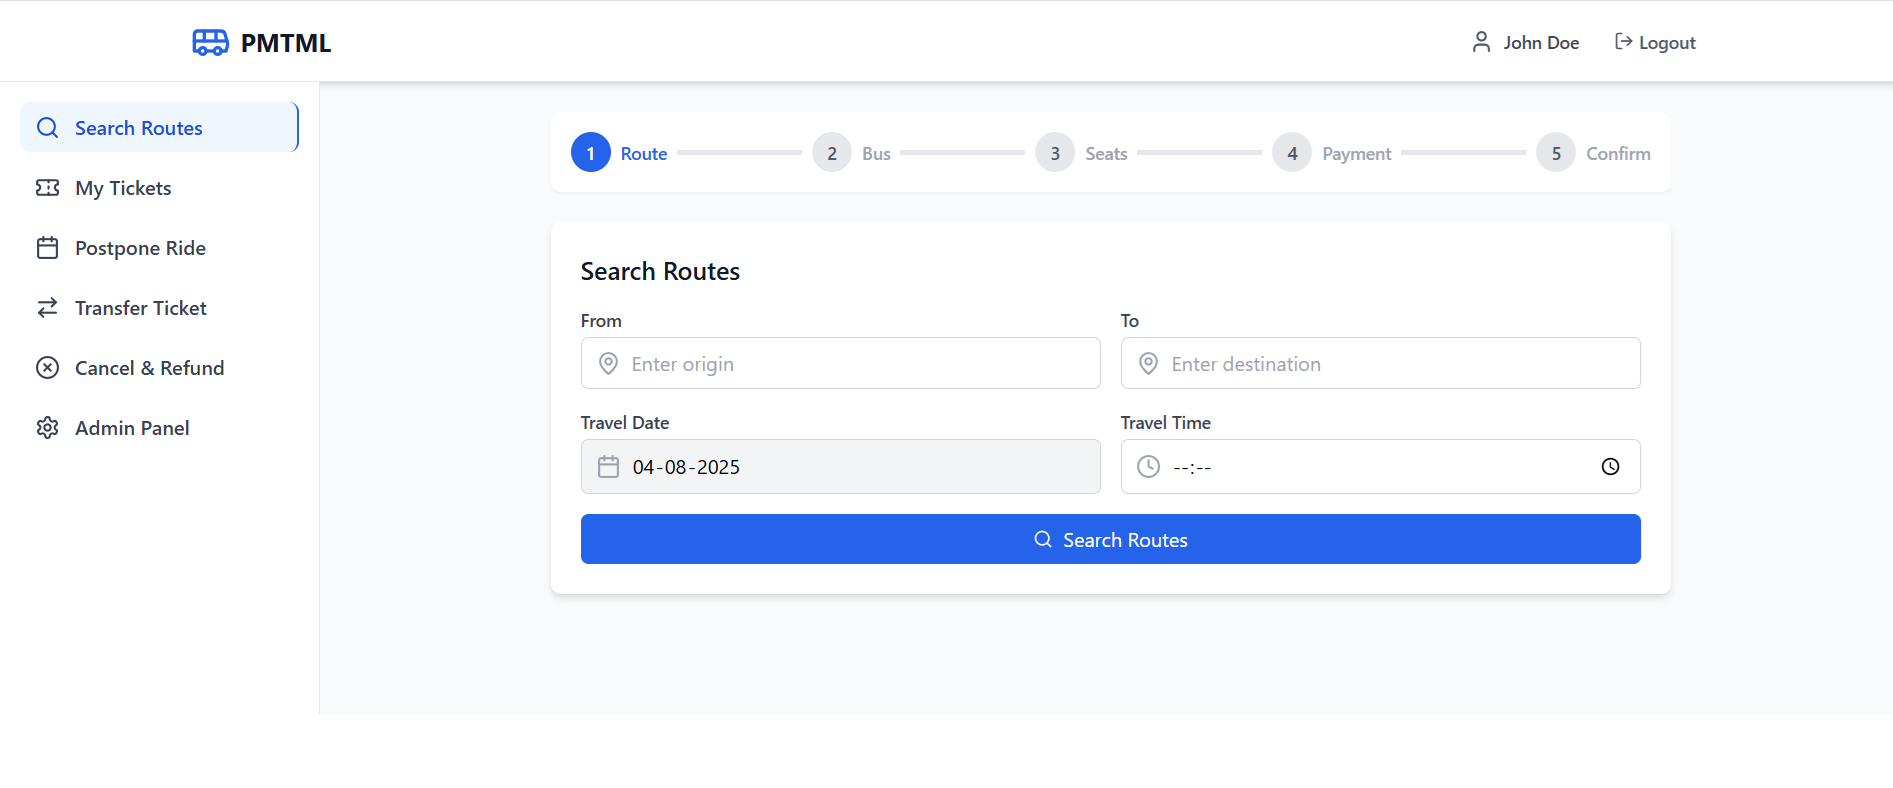 PMTML
John Doe
Logout
Search Routes
My Tickets
Postpone Ride
Transfer Ticket
Cancel & Refund
Admin Panel
1 Route 2 Bus 3 Seats 4 Payment 5 Confirm
Search Routes
From
Enter origin
To
Enter destination
Travel Date
04-08-2025
Travel Time
--:--
Search Routes